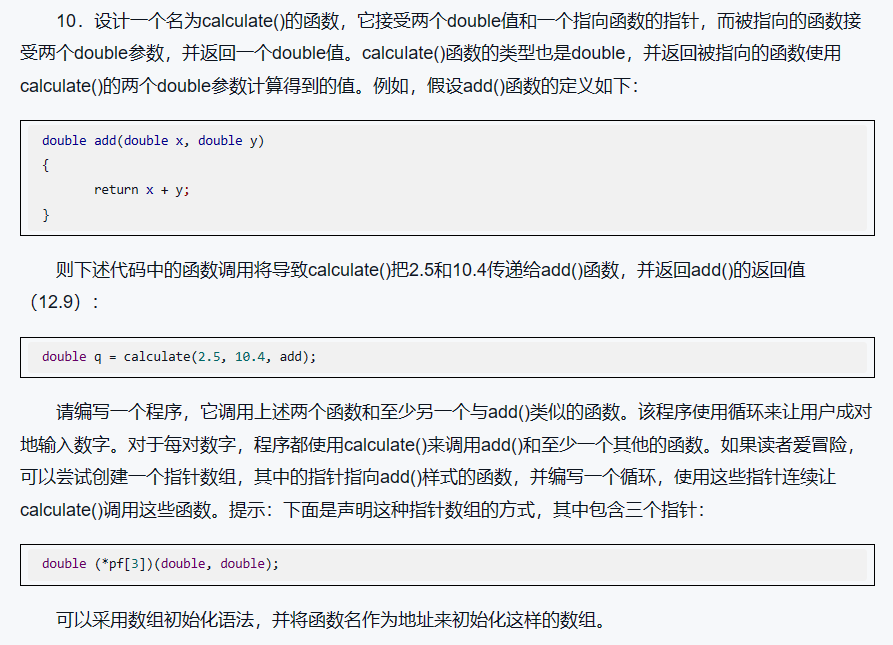 10．设计一个名为calculate()的函数，它接受两个double值和一个指向函数的指针，而被指向的函数接
受两个double参数，并返回一个double值。calculate()函数的类型也是double，并返回被指向的函数使用
calculate()的两个double参数计算得到的值。例如，假设add()函数的定义如下：
double add(double x, double y)
{
return x + y;
}
则下述代码中的函数调用将导致calculate()把2.5和10.4传递给add()函数，并返回add()的返回值
（12.9）：
double q = calculate(2.5, 10.4, add);
请编写一个程序，它调用上述两个函数和至少另一个与add()类似的函数。该程序使用循环来让用户成对
地输入数字。对于每对数字，程序都使用calculate()来调用add()和至少一个其他的函数。如果读者爱冒险，
可以尝试创建一个指针数组，其中的指针指向add()样式的函数，并编写一个循环，使用这些指针连续让
calculate()调用这些函数。提示：下面是声明这种指针数组的方式，其中包含三个指针：
double (*pf[3])(double, double);
可以采用数组初始化语法，并将函数名作为地址来初始化这样的数组。